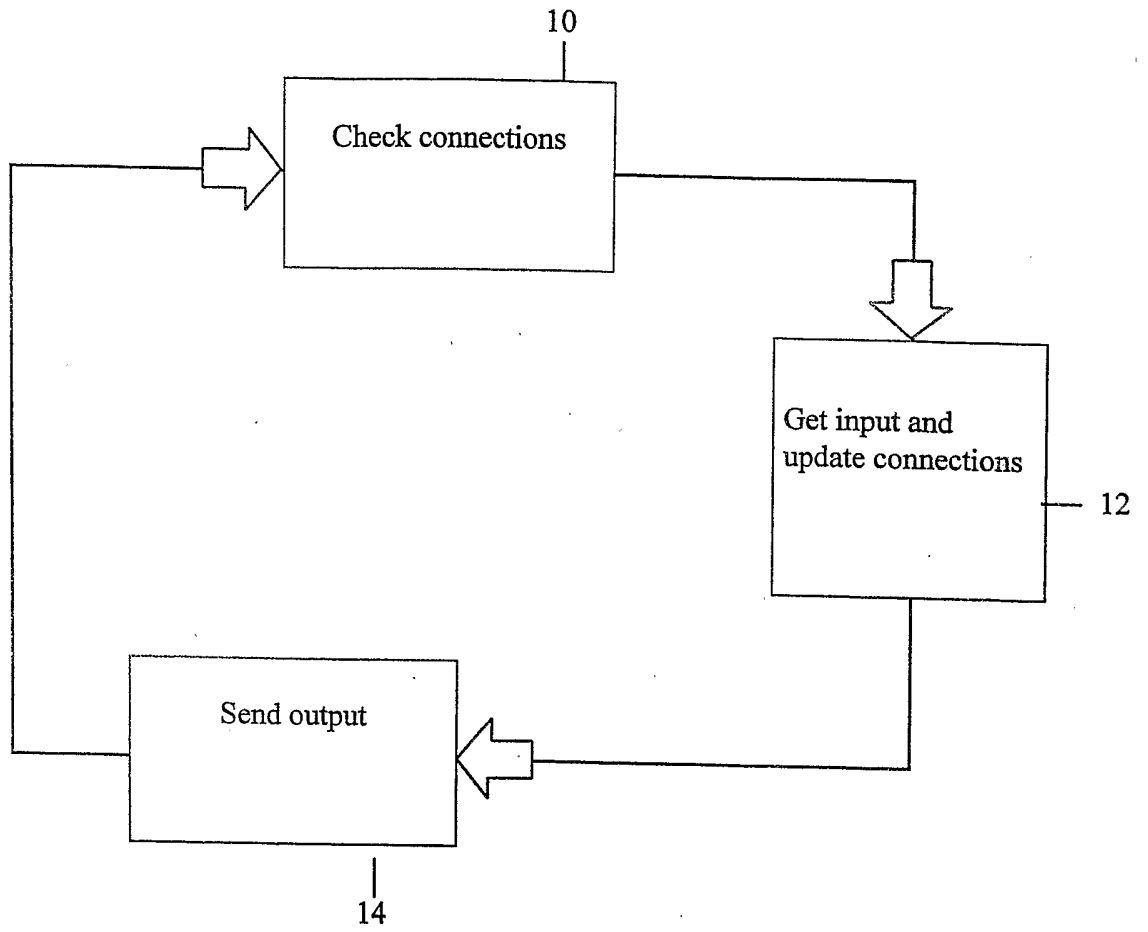 10
Check connections
Get input and
update connections
12
Send output
14